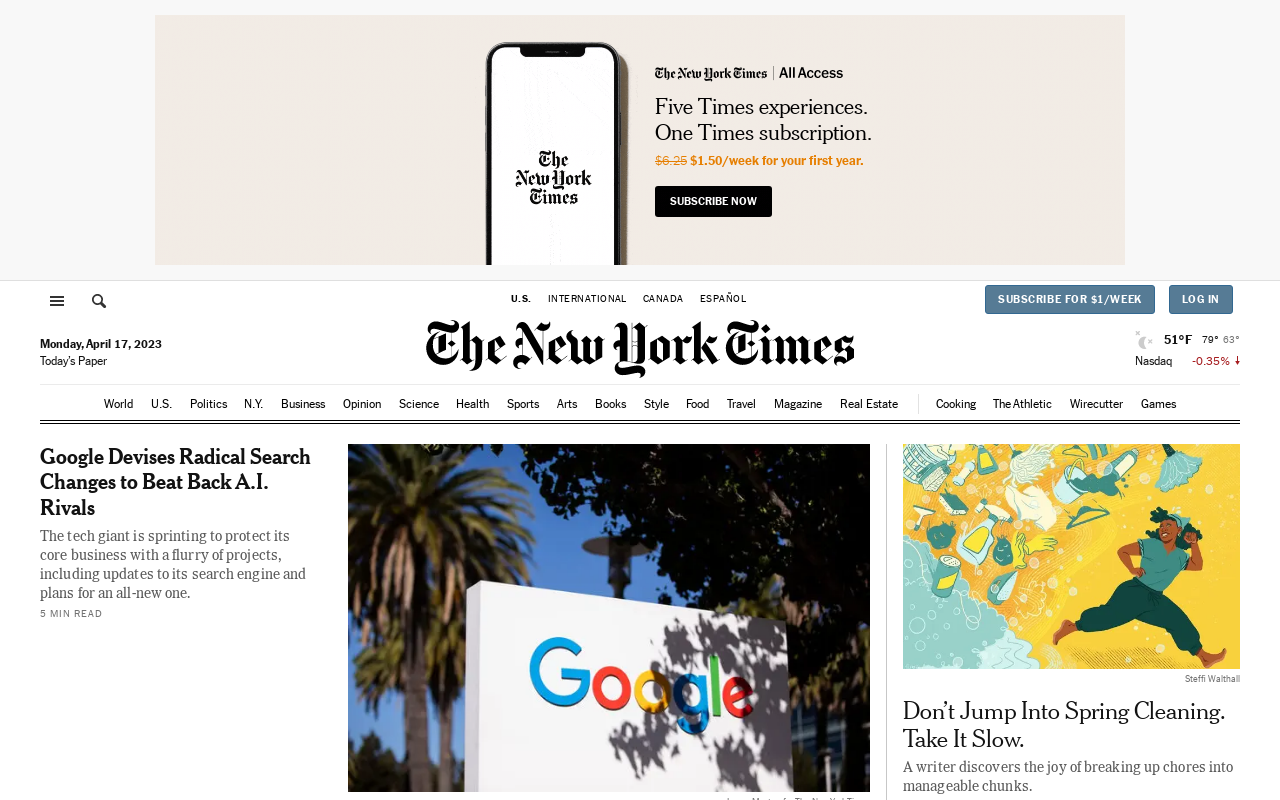 The New York Times
The New York Times | All Access
Five Times experiences.
One Times subscription.
$6.25 $1.50/week for your first year.
SUBSCRIBE NOW
U.S. INTERNATIONAL CANADA ESPAÑOL
SUBSCRIBE FOR $1/WEEK LOG IN
The New York Times
Monday, April 17, 2023
Today's Paper
51°F 79° 63°
Nasdaq -0.35% ↓
World U.S. Politics N.Y. Business Opinion Science Health Sports Arts Books Style Food Travel Magazine Real Estate Cooking The Athletic Wirecutter Games
Google Devises Radical Search
Changes to Beat Back A.I.
Rivals
The tech giant is sprinting to protect its
core business with a flurry of projects,
including updates to its search engine and
plans for an all-new one.
5 MIN READ
Google
Steffi Walthall
Don't Jump Into Spring Cleaning.
Take It Slow.
A writer discovers the joy of breaking up chores into
manageable chunks.